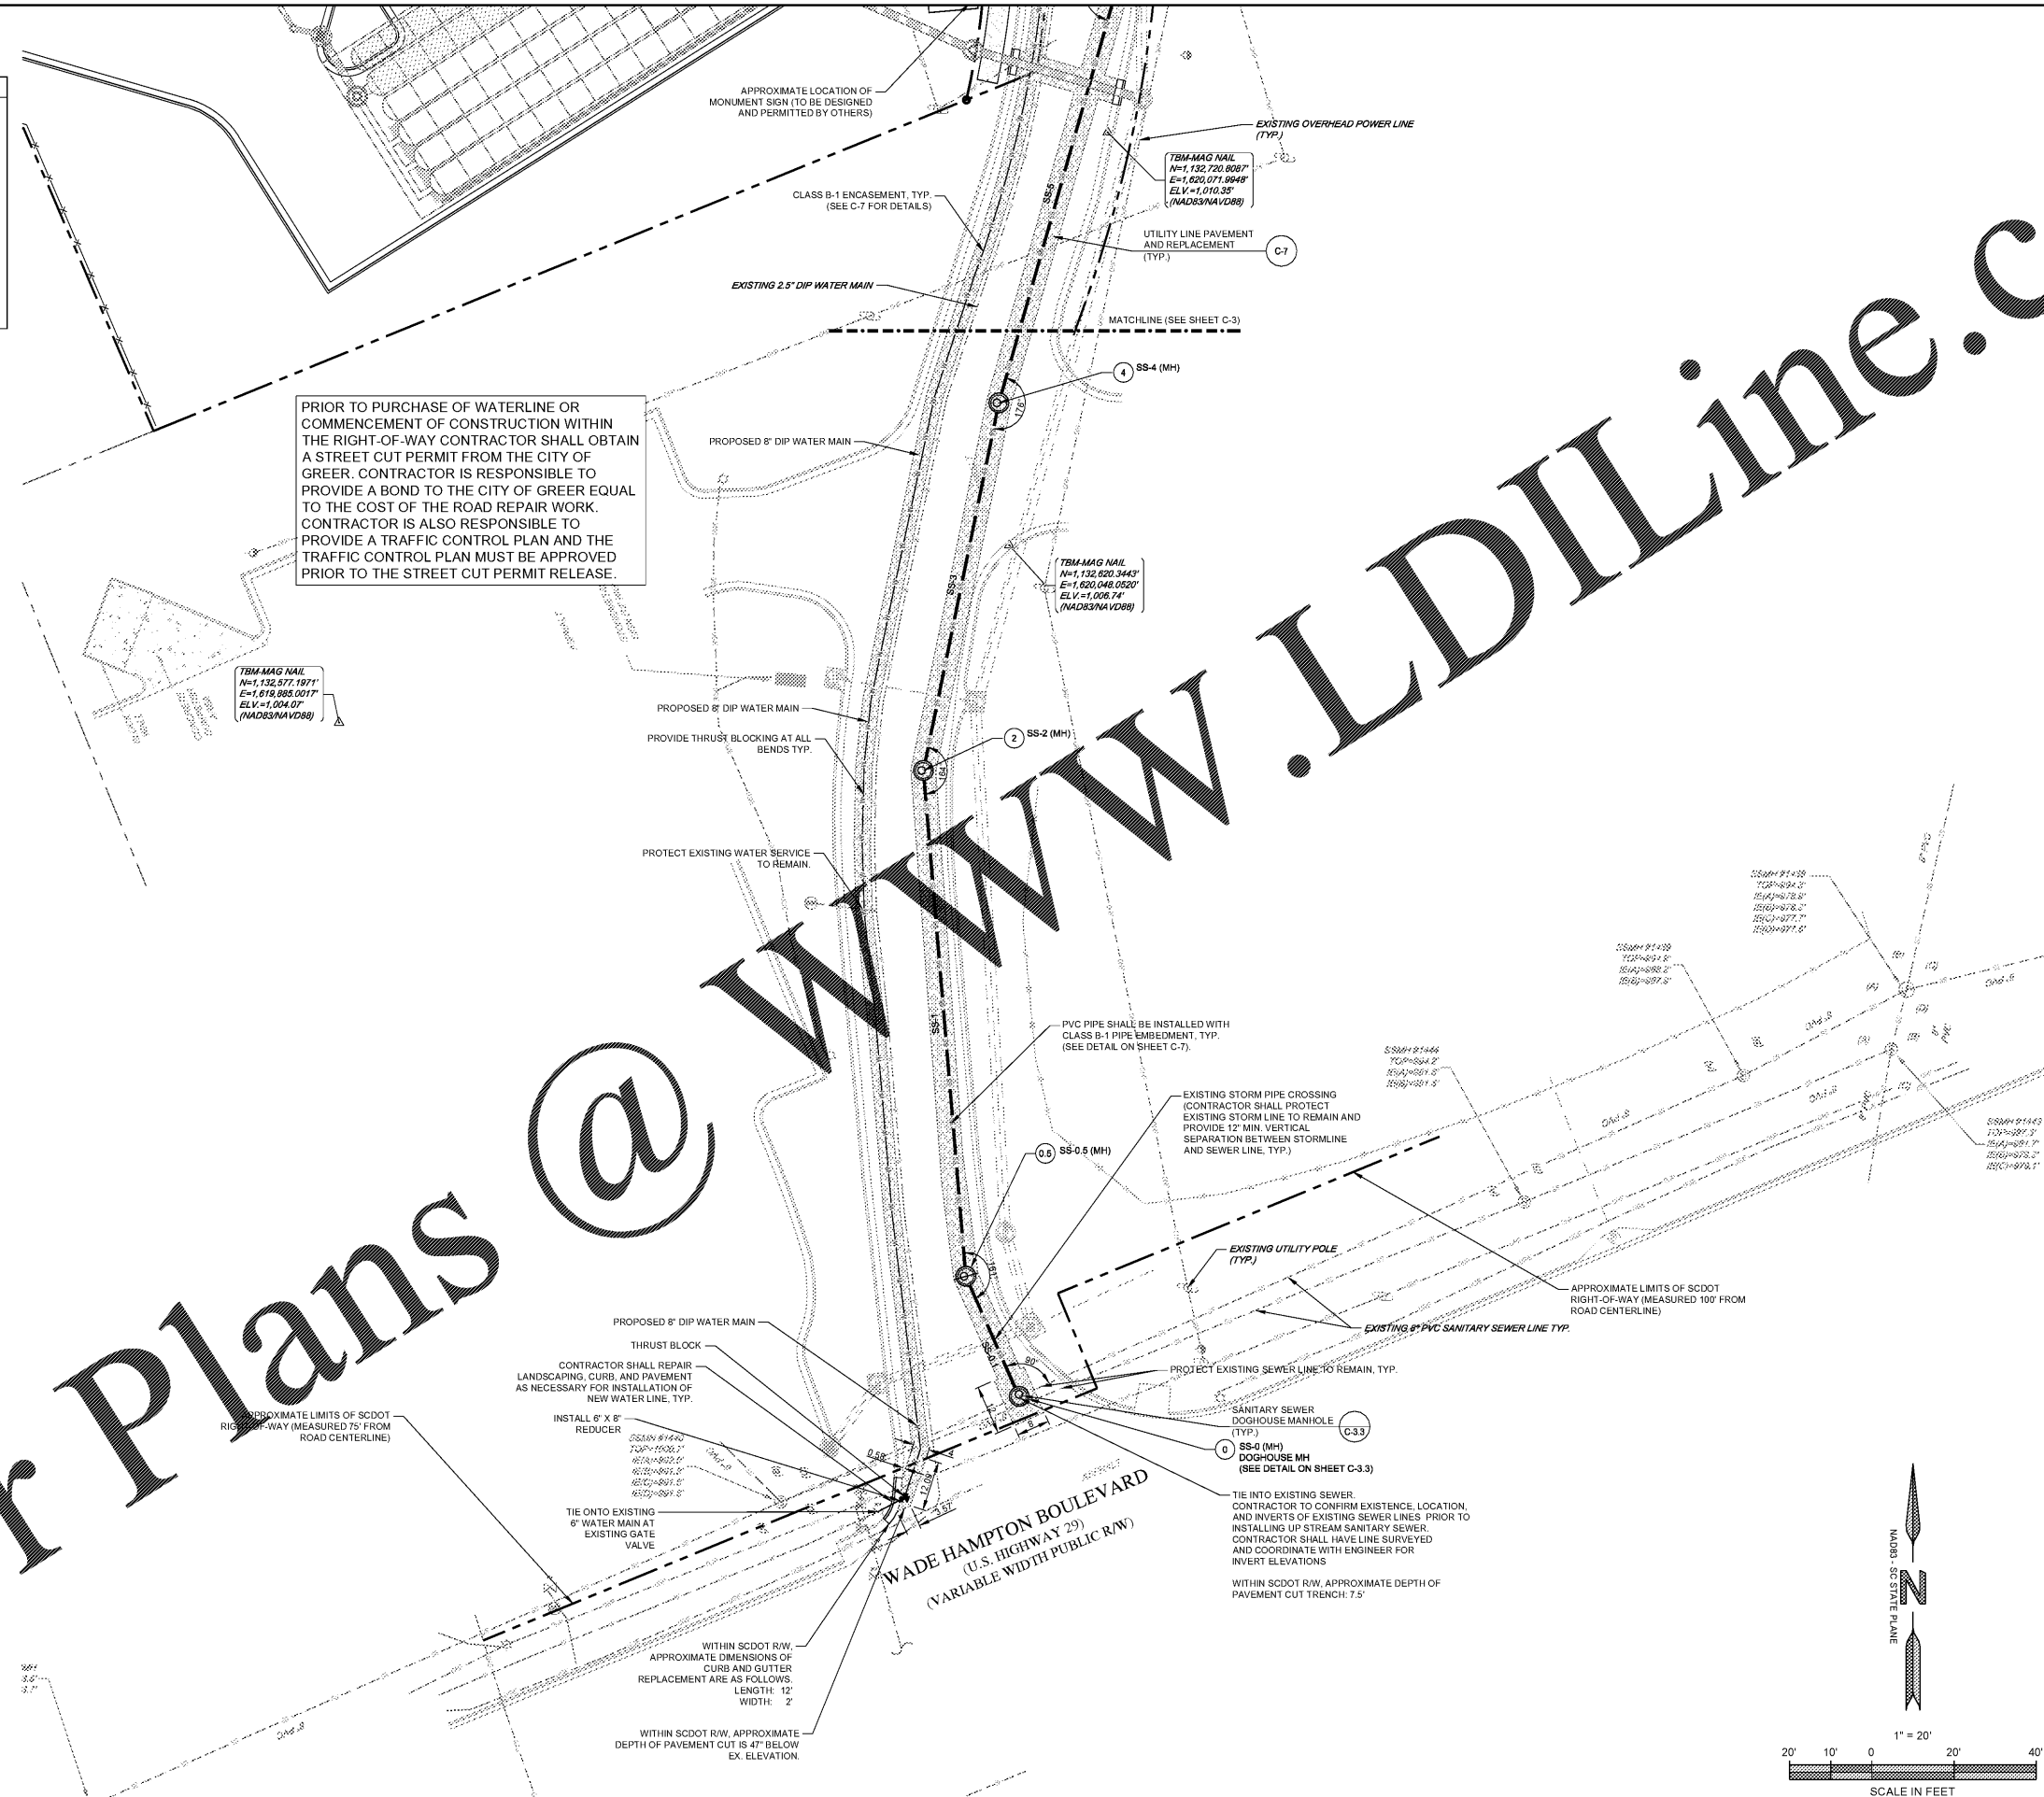 APPROXIMATE LOCATION OF
MONUMENT SIGN (TO BE DESIGNED
AND PERMITTED BY OTHERS)
EXISTING OVERHEAD POWER LINE
(TYP.)
TBM-MAG NAIL
N=1,132,720.8087'
E=1,620,071.9948'
ELV.=1,010.35'
(NAD83/NAVD88)
CLASS B-1 ENCASEMENT, TYP.
(SEE C-7 FOR DETAILS)
SS-5
UTILITY LINE PAVEMENT
AND REPLACEMENT
(TYP.)
C-7
EXISTING 2.5" DIP WATER MAIN
MATCHLINE (SEE SHEET C-3)
4 SS-4 (MH)
176°
PRIOR TO PURCHASE OF WATERLINE OR
COMMENCEMENT OF CONSTRUCTION WITHIN
THE RIGHT-OF-WAY CONTRACTOR SHALL OBTAIN
A STREET CUT PERMIT FROM THE CITY OF
GREER. CONTRACTOR IS RESPONSIBLE TO
PROVIDE A BOND TO THE CITY OF GREER EQUAL
TO THE COST OF THE ROAD REPAIR WORK.
CONTRACTOR IS ALSO RESPONSIBLE TO
PROVIDE A TRAFFIC CONTROL PLAN AND THE
TRAFFIC CONTROL PLAN MUST BE APPROVED
PRIOR TO THE STREET CUT PERMIT RELEASE.
PROPOSED 8" DIP WATER MAIN
SS-3
TBM-MAG NAIL
N=1,132,620.3443'
E=1,620,048.0520'
ELV.=1,006.74'
(NAD83/NAVD88)
TBM-MAG NAIL
N=1,132,577.1971'
E=1,619,885.0017'
ELV.=1,004.07'
(NAD83/NAVD88)
PROPOSED 8" DIP WATER MAIN
PROVIDE THRUST BLOCKING AT ALL
BENDS TYP.
2 SS-2 (MH)
164°
PROTECT EXISTING WATER SERVICE
TO REMAIN.
SS-1
PVC PIPE SHALL BE INSTALLED WITH
CLASS B-1 PIPE EMBEDMENT, TYP.
(SEE DETAIL ON SHEET C-7).
EXISTING STORM PIPE CROSSING
(CONTRACTOR SHALL PROTECT
EXISTING STORM LINE TO REMAIN AND
PROVIDE 12" MIN. VERTICAL
SEPARATION BETWEEN STORMLINE
AND SEWER LINE, TYP.)
0.5 SS-0.5 (MH)
161°
EXISTING UTILITY POLE
(TYP.)
APPROXIMATE LIMITS OF SCDOT
RIGHT-OF-WAY (MEASURED 100' FROM
ROAD CENTERLINE)
EXISTING 8" PVC SANITARY SEWER LINE TYP.
PROTECT EXISTING SEWER LINE TO REMAIN, TYP.
90°
PROPOSED 8" DIP WATER MAIN
THRUST BLOCK
CONTRACTOR SHALL REPAIR
LANDSCAPING, CURB, AND PAVEMENT
AS NECESSARY FOR INSTALLATION OF
NEW WATER LINE, TYP.
INSTALL 6" X 8"
REDUCER
APPROXIMATE LIMITS OF SCDOT
RIGHT-OF-WAY (MEASURED 75' FROM
ROAD CENTERLINE)
TIE ONTO EXISTING
6" WATER MAIN AT
EXISTING GATE
VALVE
0.58
12.09
3.57
SANITARY SEWER
DOGHOUSE MANHOLE
(TYP.)
C-3.3
0 SS-0 (MH)
DOGHOUSE MH
(SEE DETAIL ON SHEET C-3.3)
TIE INTO EXISTING SEWER.
CONTRACTOR TO CONFIRM EXISTENCE, LOCATION,
AND INVERTS OF EXISTING SEWER LINES PRIOR TO
INSTALLING UP STREAM SANITARY SEWER.
CONTRACTOR SHALL HAVE LINE SURVEYED
AND COORDINATE WITH ENGINEER FOR
INVERT ELEVATIONS
WITHIN SCDOT R/W, APPROXIMATE DEPTH OF
PAVEMENT CUT TRENCH: 7.5'
WADE HAMPTON BOULEVARD
(U.S. HIGHWAY 29)
(VARIABLE WIDTH PUBLIC R/W)
WITHIN SCDOT R/W,
APPROXIMATE DIMENSIONS OF
CURB AND GUTTER
REPLACEMENT ARE AS FOLLOWS.
LENGTH: 12'
WIDTH: 2'
WITHIN SCDOT R/W, APPROXIMATE
DEPTH OF PAVEMENT CUT IS 47" BELOW
EX. ELEVATION.
NAD83 - SC STATE PLANE
N
1" = 20'
20' 10' 0 20' 40'
SCALE IN FEET
r Plans @ www.LDILine.c